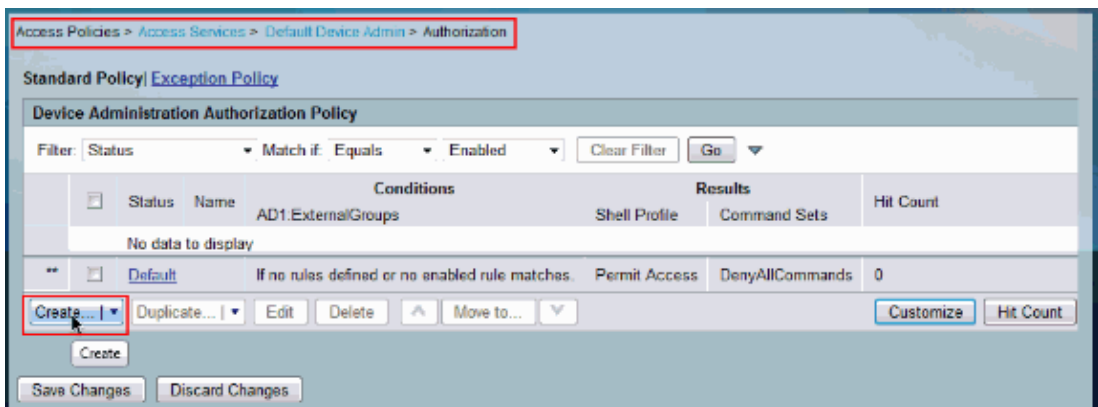 Access Policies > Access Services > Default Device Admin > Authorization
Standard Policy| Exception Policy
Device Administration Authorization Policy
Filter: Status Match if: Equals Enabled Clear Filter Go
Conditions Results
Status Name Hit Count
AD1:ExternalGroups Shell Profile Command Sets
No data to display
** Default If no rules defined or no enabled rule matches. Permit Access DenyAllCommands 0
Create... | Duplicate... | Edit Delete Move to... Customize Hit Count
Create
Save Changes Discard Changes